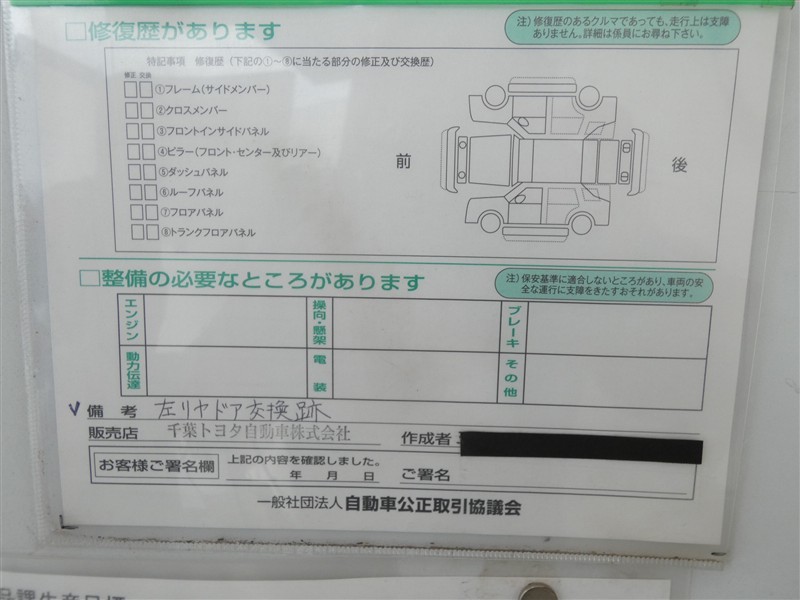 □修復歴があります
注）修復歴のあるクルマであっても、走行上は支障
ありません。詳細は係員にお尋ね下さい。
特記事項 修復歴（下記の①～⑧に当たる部分の修正及び交換歴）
修正 交換
①フレーム（サイドメンバー）
②クロスメンバー
③フロントインサイドパネル
④ピラー（フロント・センター及びリアー）
⑤ダッシュパネル
⑥ルーフパネル
⑦フロアパネル
⑧トランクフロアパネル
前
後
□整備の必要なところがあります
注）保安基準に適合しないところがあり、車両の安
全な運行に支障をきたすおそれがあります。
エンジン
操向・懸架
ブレーキ
動力伝達
電装
その他
✓備考 左リヤドア交換跡
販売店 千葉トヨタ自動車株式会社 作成者
お客様ご署名欄 上記の内容を確認しました。
年 月 日 ご署名
一般社団法人 自動車公正取引協議会